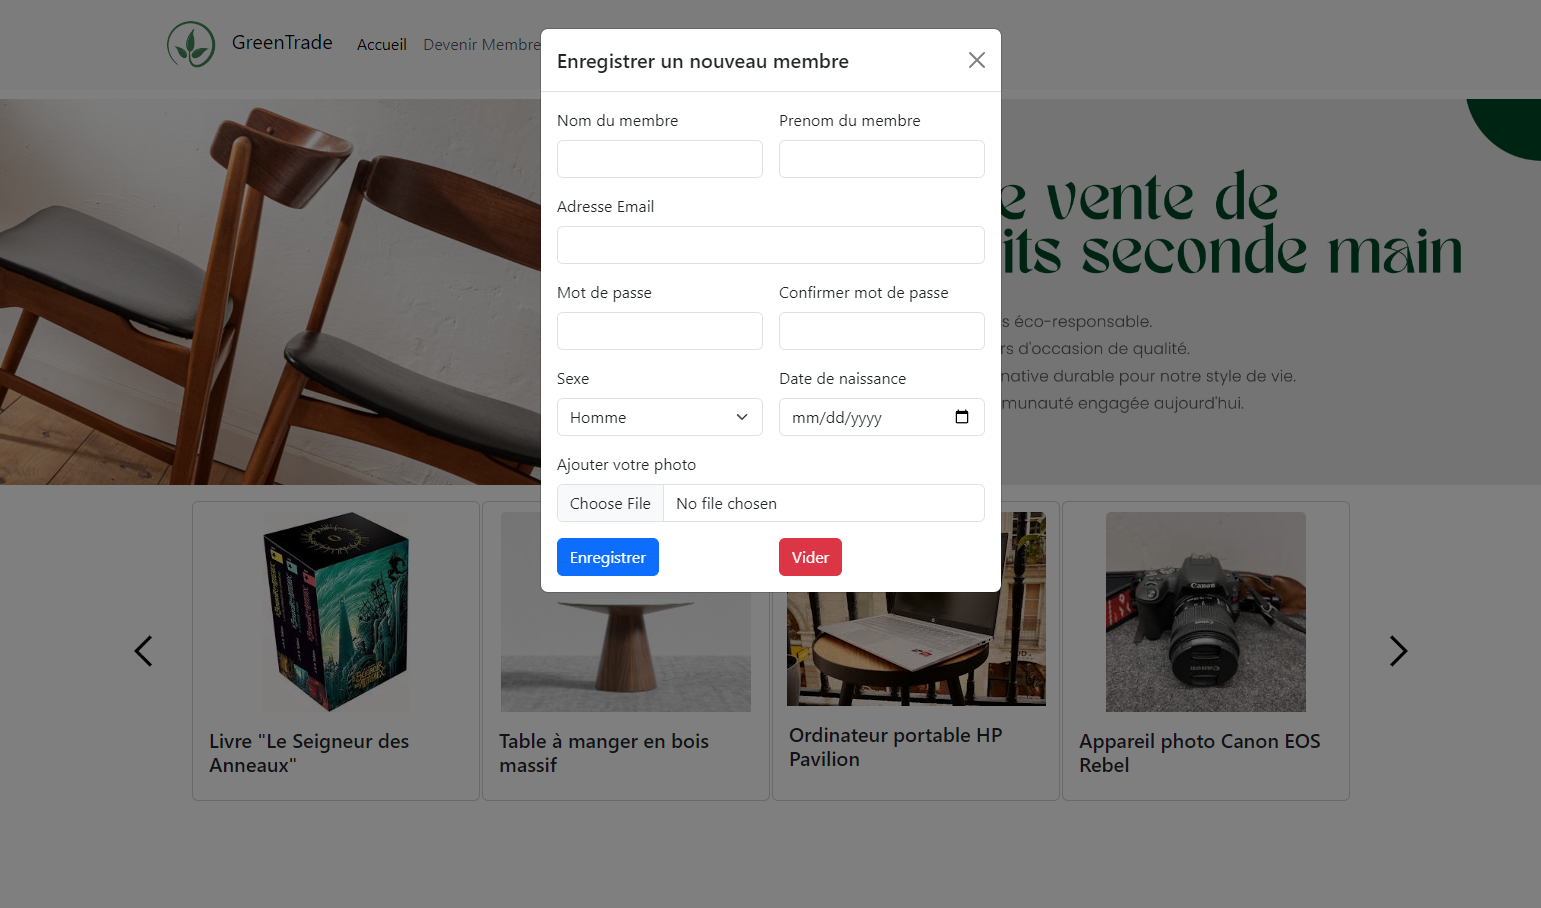 GreenTrade
Accueil
Devenir Membre
Enregistrer un nouveau membre
Nom du membre
Prenom du membre
Adresse Email
Mot de passe
Confirmer mot de passe
Sexe
Date de naissance
Homme
mm/dd/yyyy
Ajouter votre photo
Choose File
No file chosen
Enregistrer
Vider
vente de
seconde main
éco-responsable.
d'occasion de qualité.
durable pour notre style de vie.
engagée aujourd'hui.
Canon
Livre "Le Seigneur des
Anneaux"
Table à manger en bois
massif
Ordinateur portable HP
Pavilion
Appareil photo Canon EOS
Rebel